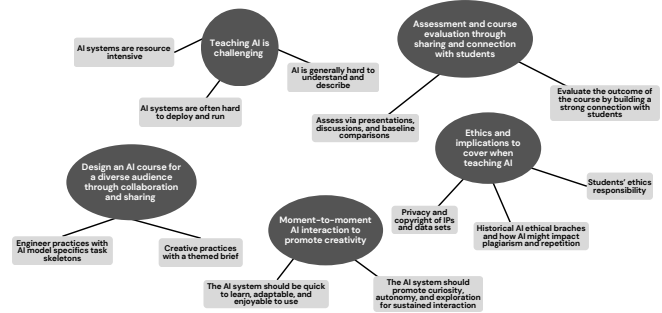 Teaching AI is
challenging
AI systems are resource
intensive
AI is generally hard to
understand and
describe
AI systems are often hard
to deploy and run
Assessment and course
evaluation through
sharing and connection
with students
Assess via presentations,
discussions, and baseline
comparisons
Evaluate the outcome of
the course by building a
strong connection with
students
Ethics and
implications to
cover when
teaching AI
Students' ethics
responsibility
Privacy and
copyright of IPs
and data sets
Historical AI ethical braches
and how AI might impact
plagiarism and repetition
Design an AI course for
a diverse audience
through collaboration
and sharing
Engineer practices with
AI model specifics task
skeletons
Creative practices
with a themed brief
Moment-to-moment
AI interaction to
promote creativity
The AI system should be quick
to learn, adaptable, and
enjoyable to use
The AI system should
promote curiosity,
autonomy, and exploration
for sustained interaction